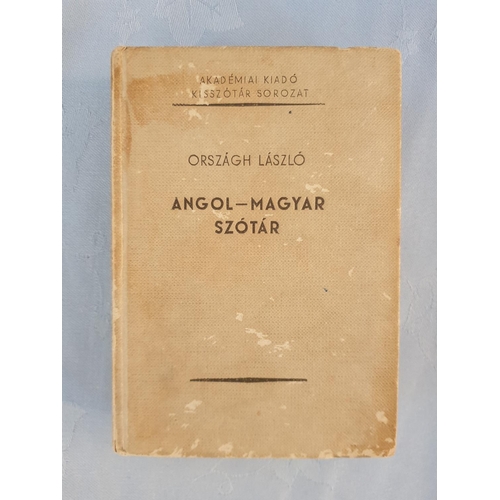 AKADÉMIAI KIADÓ
KISSZÓTÁR SOROZAT
ORSZÁGH LÁSZLÓ
ANGOL–MAGYAR
SZÓTÁR